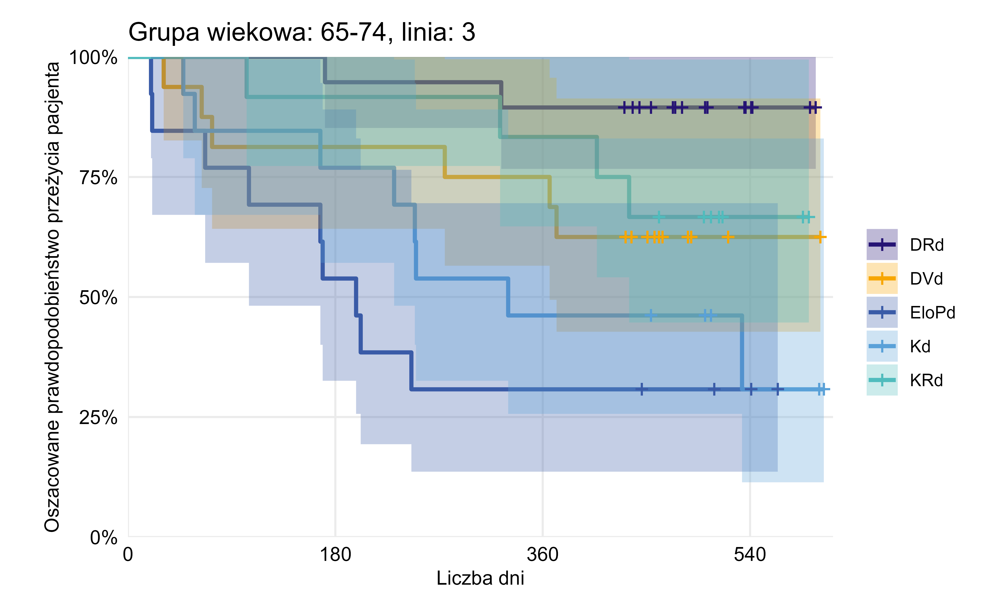 Grupa wiekowa: 65-74, linia: 3
Oszacowane prawdopodobieństwo przeżycia pacjenta
100%
75%
50%
25%
0%
0 180 360 540
Liczba dni
DRd
DVd
EloPd
Kd
KRd